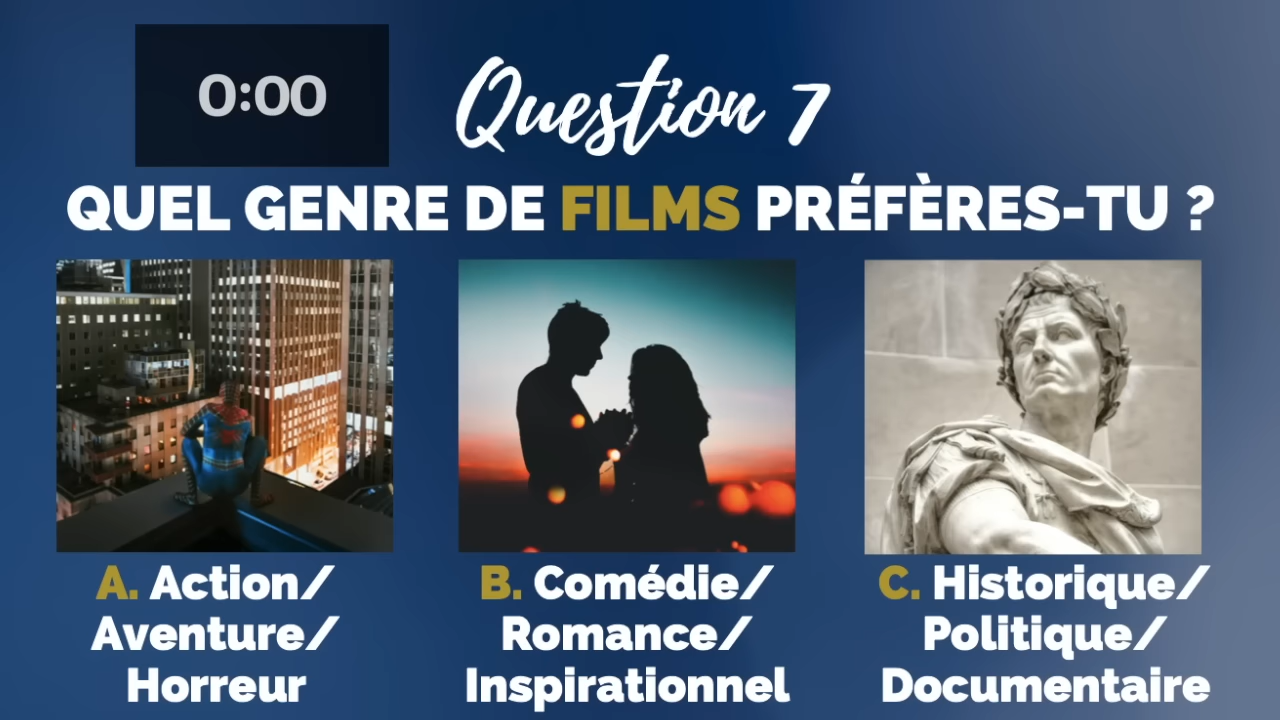 0:00
Question 7
QUEL GENRE DE FILMS PRÉFÈRES-TU ?
A. Action/
Aventure/
Horreur
B. Comédie/
Romance/
Inspirationnel
C. Historique/
Politique/
Documentaire